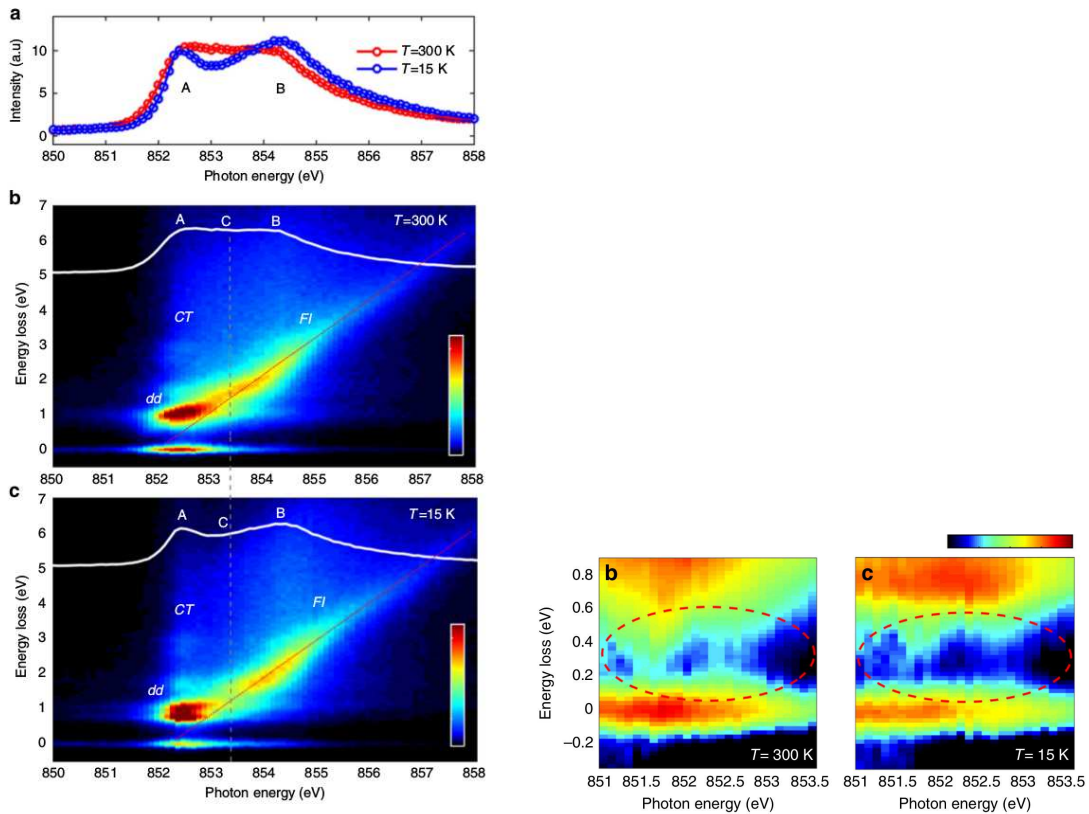 a
Intensity (a.u)
10
5
0
T=300 K
T=15 K
A
B
850 851 852 853 854 855 856 857 858
Photon energy (eV)
b
Energy loss (eV)
7
6
5
4
3
2
1
0
A C B
T=300 K
CT
FI
dd
850 851 852 853 854 855 856 857 858
c
Energy loss (eV)
7
6
5
4
3
2
1
0
A C B
T=15 K
CT
FI
dd
850 851 852 853 854 855 856 857 858
Photon energy (eV)
b
Energy loss (eV)
0.8
0.6
0.4
0.2
0
–0.2
T= 300 K
851 851.5 852 852.5 853 853.5
Photon energy (eV)
c
T= 15 K
851 851.5 852 852.5 853 853.5
Photon energy (eV)